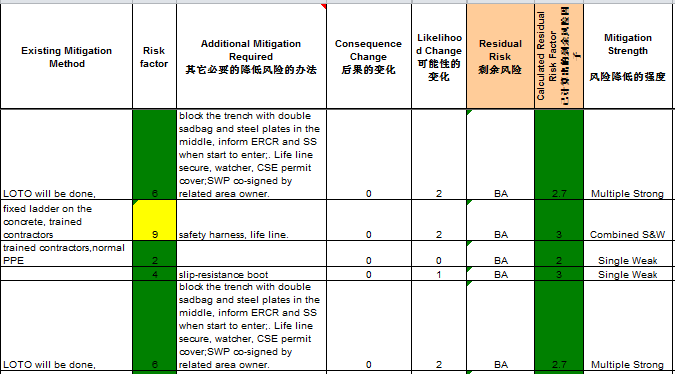 Existing Mitigation
Method
Risk
factor
Additional Mitigation
Required
其它必要的降低风险的办法
Consequence
Change
后果的变化
Likelihoo
d Change
可能性的
变化
Residual
Risk
剩余风险
Calculated Residual
Risk Factor
已计算出的剩余风险因
子
Mitigation
Strength
风险降低的强度
LOTO will be done,
6
block the trench with double
sadbag and steel plates in the
middle, inform ERCR and SS
when start to enter;. Life line
secure, watcher, CSE permit
cover;SWP co-signed by
related area owner.
0
2
BA
2.7
Multiple Strong
fixed ladder on the
concrete, trained
contractors
9
safety harness, life line.
0
2
BA
3
Combined S&W
trained contractors,normal
PPE
2
0
0
BA
2
Single Weak
4
slip-resistance boot
0
1
BA
3
Single Weak
LOTO will be done,
6
block the trench with double
sadbag and steel plates in the
middle, inform ERCR and SS
when start to enter;. Life line
secure, watcher, CSE permit
cover;SWP co-signed by
related area owner.
0
2
BA
2.7
Multiple Strong